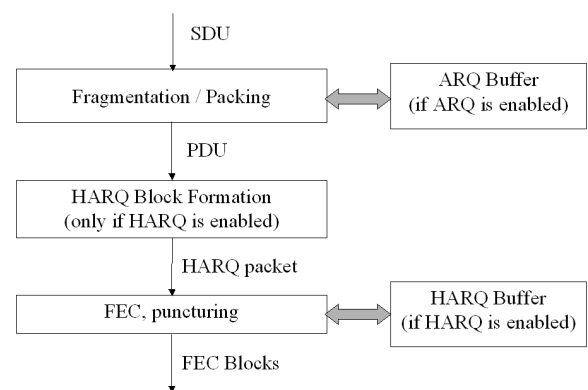 SDU
Fragmentation / Packing
ARQ Buffer
(if ARQ is enabled)
PDU
HARQ Block Formation
(only if HARQ is enabled)
HARQ packet
FEC, puncturing
HARQ Buffer
(if HARQ is enabled)
FEC Blocks